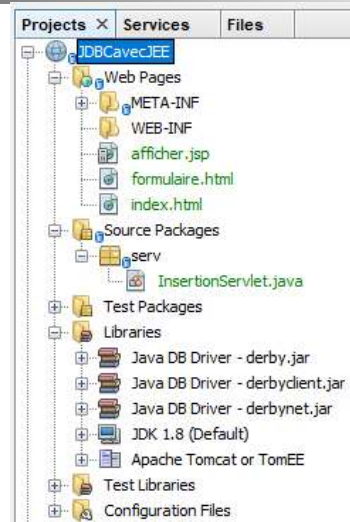 Projects × Services Files
JDBCavecJEE
Web Pages
META-INF
WEB-INF
afficher.jsp
formulaire.html
index.html
Source Packages
serv
InsertionServlet.java
Test Packages
Libraries
Java DB Driver - derby.jar
Java DB Driver - derbyclient.jar
Java DB Driver - derbynet.jar
JDK 1.8 (Default)
Apache Tomcat or TomEE
Test Libraries
Configuration Files